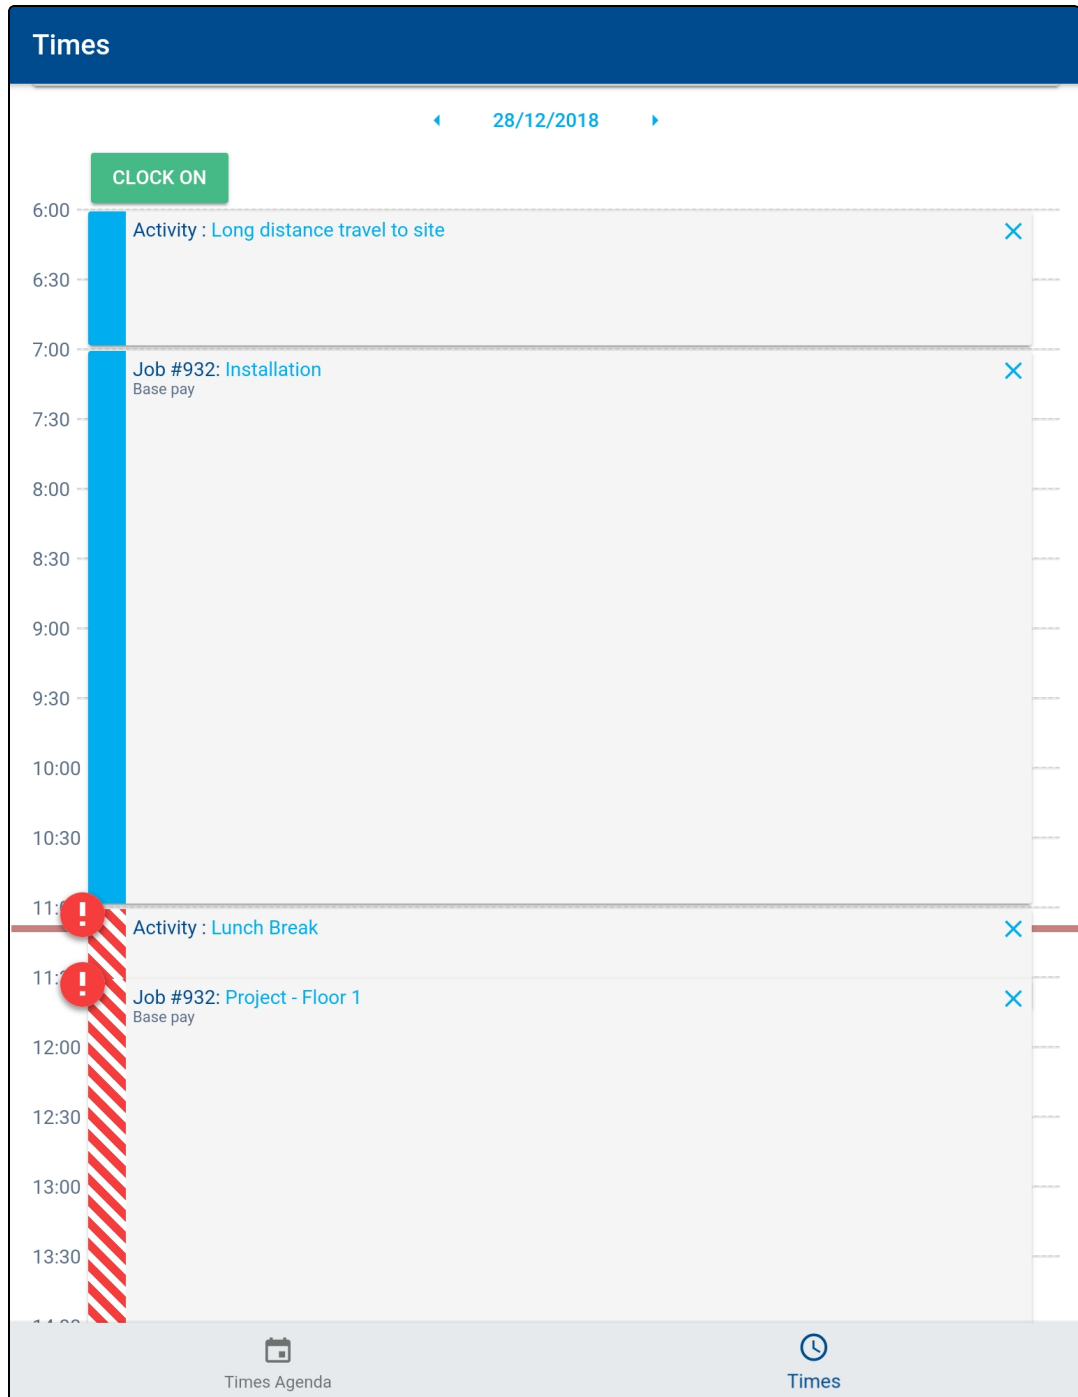 Times
28/12/2018
CLOCK ON
6:00
Activity : Long distance travel to site
6:30
7:00
Job #932: Installation
Base pay
7:30
8:00
8:30
9:00
9:30
10:00
10:30
11:
Activity : Lunch Break
11:
Job #932: Project - Floor 1
Base pay
12:00
12:30
13:00
13:30
Times Agenda
Times